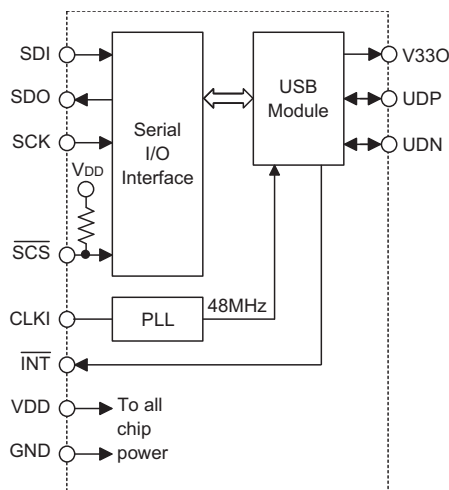 SDI
SDO
SCK
VDD
SCS
CLKI
INT
VDD
GND
Serial
I/O
Interface
USB
Module
V33O
UDP
UDN
PLL
48MHz
To all
chip
power